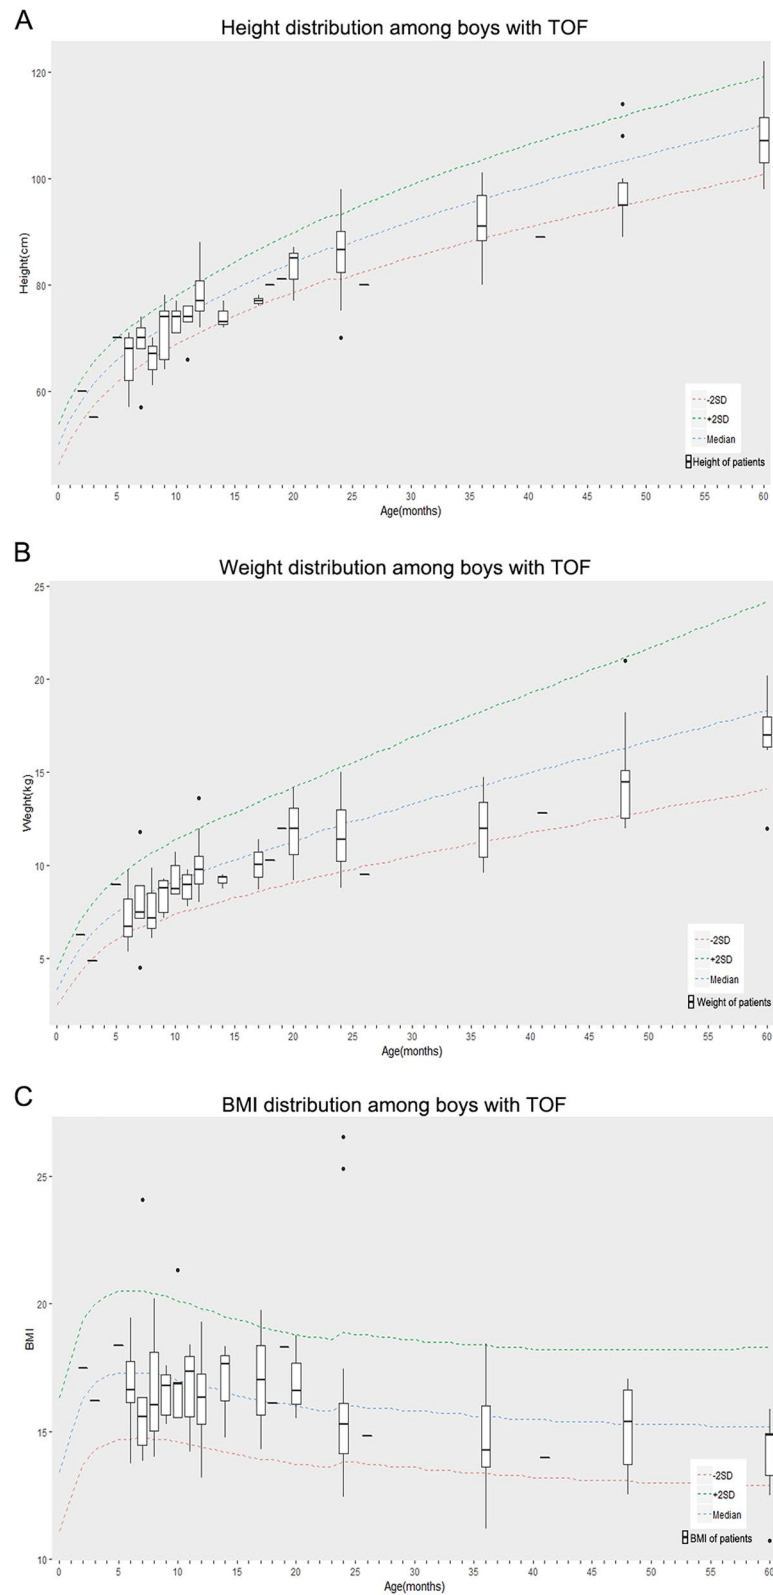 A
Height distribution among boys with TOF
Height(cm)
120
100
80
60
-2SD
+2SD
Median
Height of patients
0 5 10 15 20 25 30 35 40 45 50 55 60
Age(months)
B
Weight distribution among boys with TOF
Weght(kg)
25
20
15
10
5
-2SD
+2SD
Median
Weight of patients
0 5 10 15 20 25 30 35 40 45 50 55 60
Age(months)
C
BMI distribution among boys with TOF
BMI
25
20
15
10
-2SD
+2SD
Median
BMI of patients
0 5 10 15 20 25 30 35 40 45 50 55 60
Age(months)